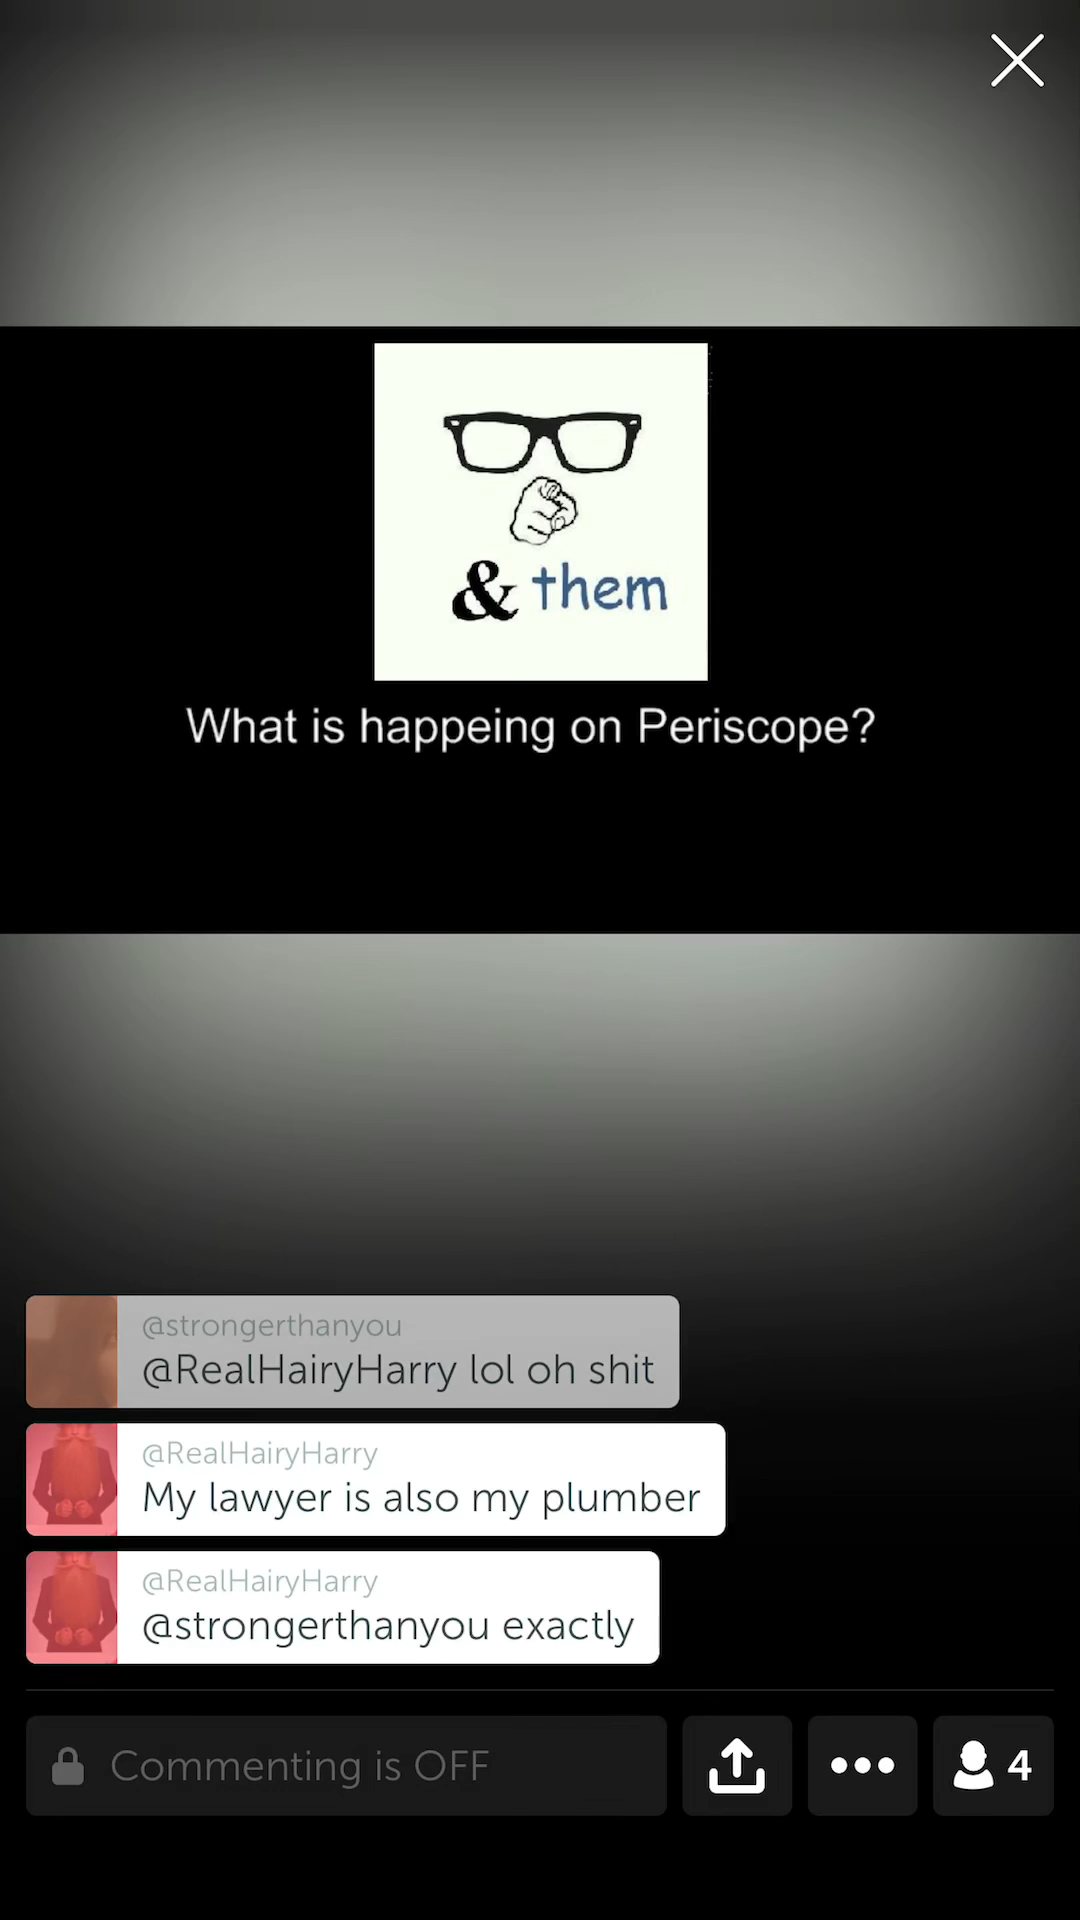 & them
What is happeing on Periscope?
@strongerthanyou
@RealHairyHarry lol oh shit
@RealHairyHarry
My lawyer is also my plumber
@RealHairyHarry
@strongerthanyou exactly
Commenting is OFF
4